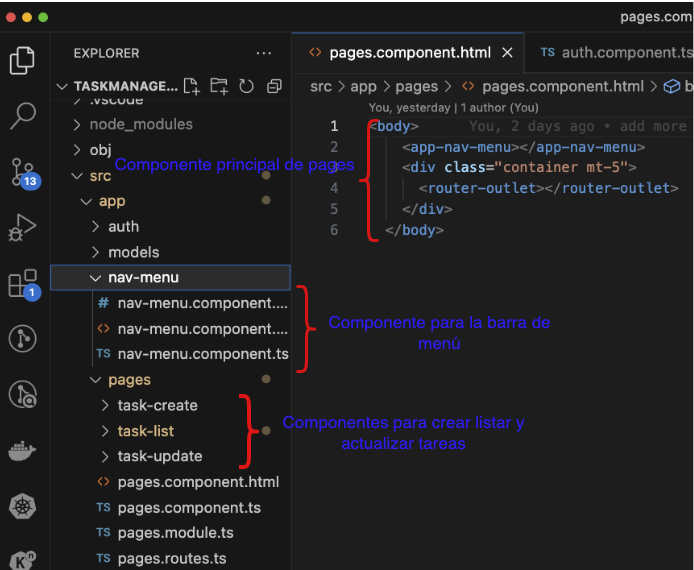 pages.com
EXPLORER
···
TASKMANAGE...
.vscode
node_modules
obj
src
app
auth
models
nav-menu
# nav-menu.component....
<> nav-menu.component....
TS nav-menu.component.ts
pages
task-create
task-list
task-update
<> pages.component.html
TS pages.component.ts
TS pages.module.ts
TS pages.routes.ts
13
1
Componente principal de pages
Componente para la barra de
menú
Componentes para crear listar y
actualizar tareas
<> pages.component.html ×
TS auth.component.ts
src > app > pages > <> pages.component.html > b
You, yesterday | 1 author (You)
1 <body> You, 2 days ago • add more
2 <app-nav-menu></app-nav-menu>
3 <div class="container mt-5">
4 <router-outlet></router-outlet>
5 </div>
6 </body>